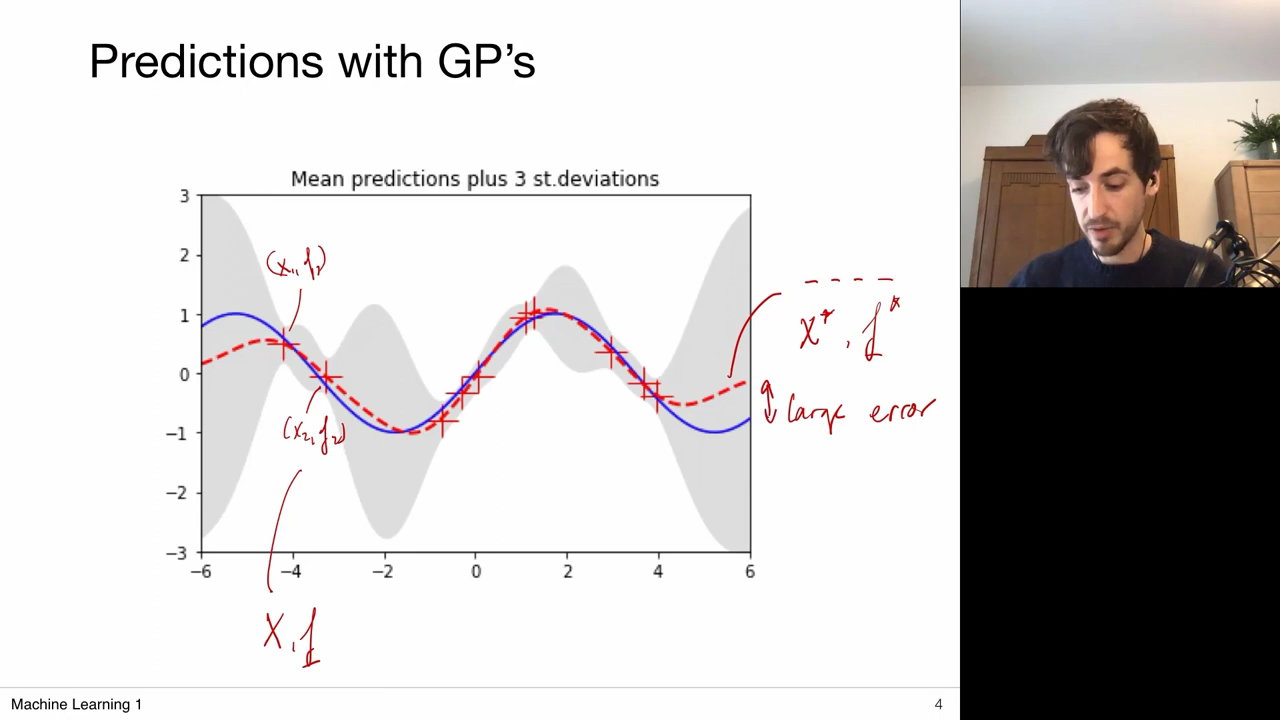 Predictions with GP's
Mean predictions plus 3 st.deviations
3
2
1
0
−1
−2
−3
−6
−4
−2
0
2
4
6
(x₁, f₁)
(x₂, f₂)
X, f
x*, f*
large error
Machine Learning 1
4